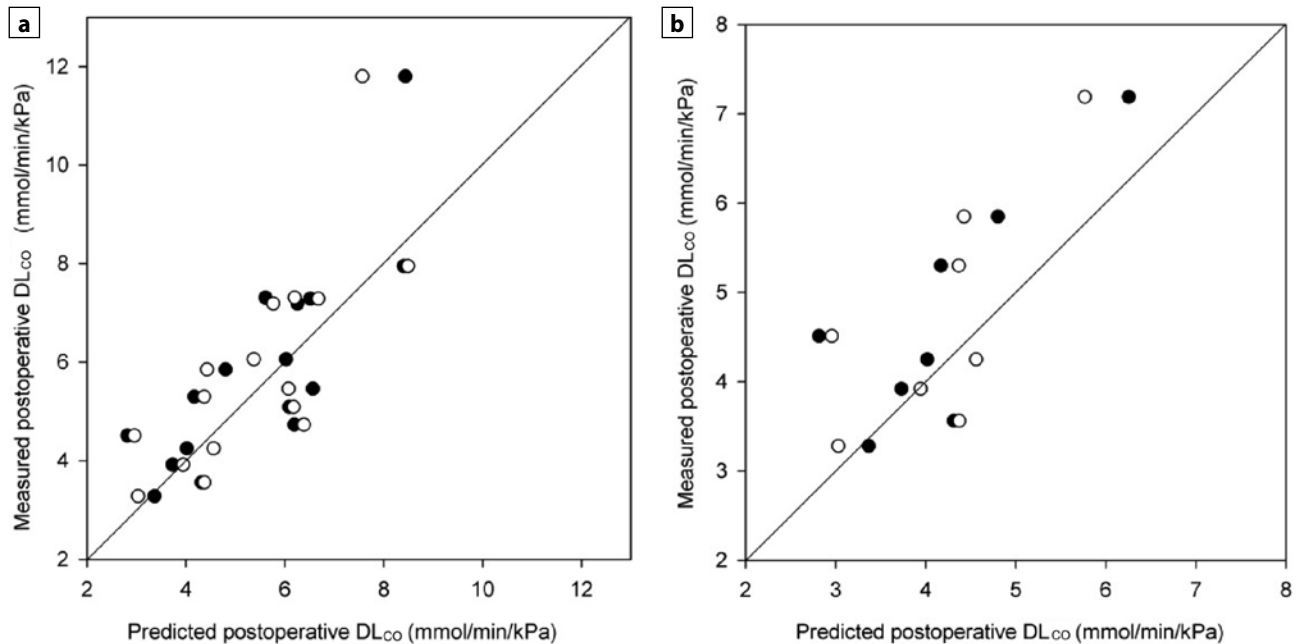 a
12
10
8
6
4
2
2 4 6 8 10 12
Measured postoperative DLCO (mmol/min/kPa)
Predicted postoperative DLCO (mmol/min/kPa)
b
8
7
6
5
4
3
2
2 3 4 5 6 7 8
Measured postoperative DLCO (mmol/min/kPa)
Predicted postoperative DLCO (mmol/min/kPa)